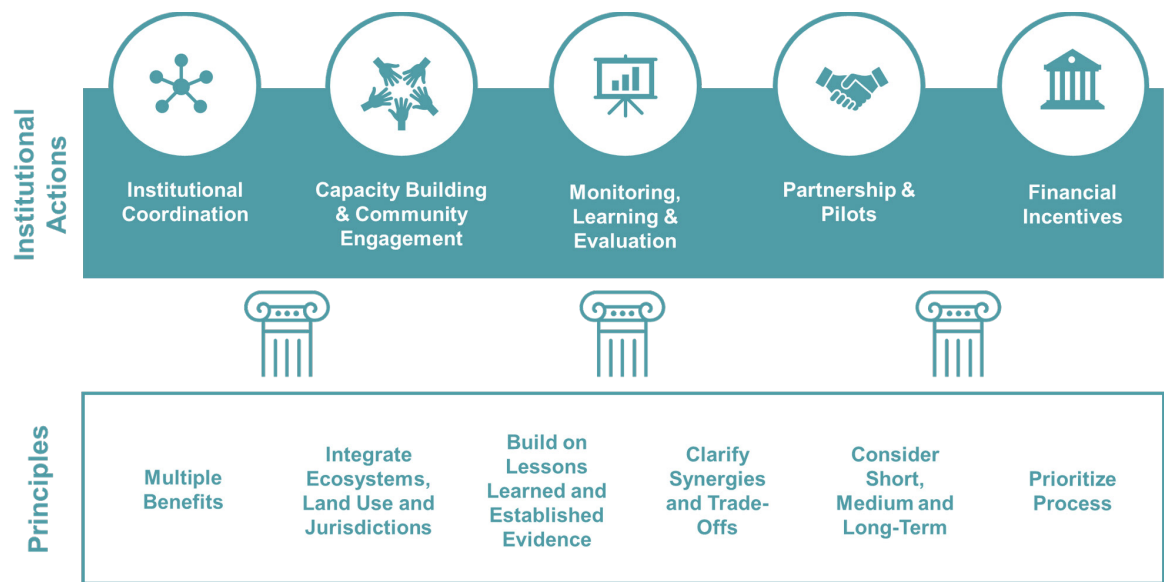 Institutional
Actions
Institutional
Coordination
Capacity Building
& Community
Engagement
Monitoring,
Learning &
Evaluation
Partnership &
Pilots
Financial
Incentives
Principles
Multiple
Benefits
Integrate
Ecosystems,
Land Use and
Jurisdictions
Build on
Lessons
Learned and
Established
Evidence
Clarify
Synergies
and Trade-
Offs
Consider
Short,
Medium and
Long-Term
Prioritize
Process